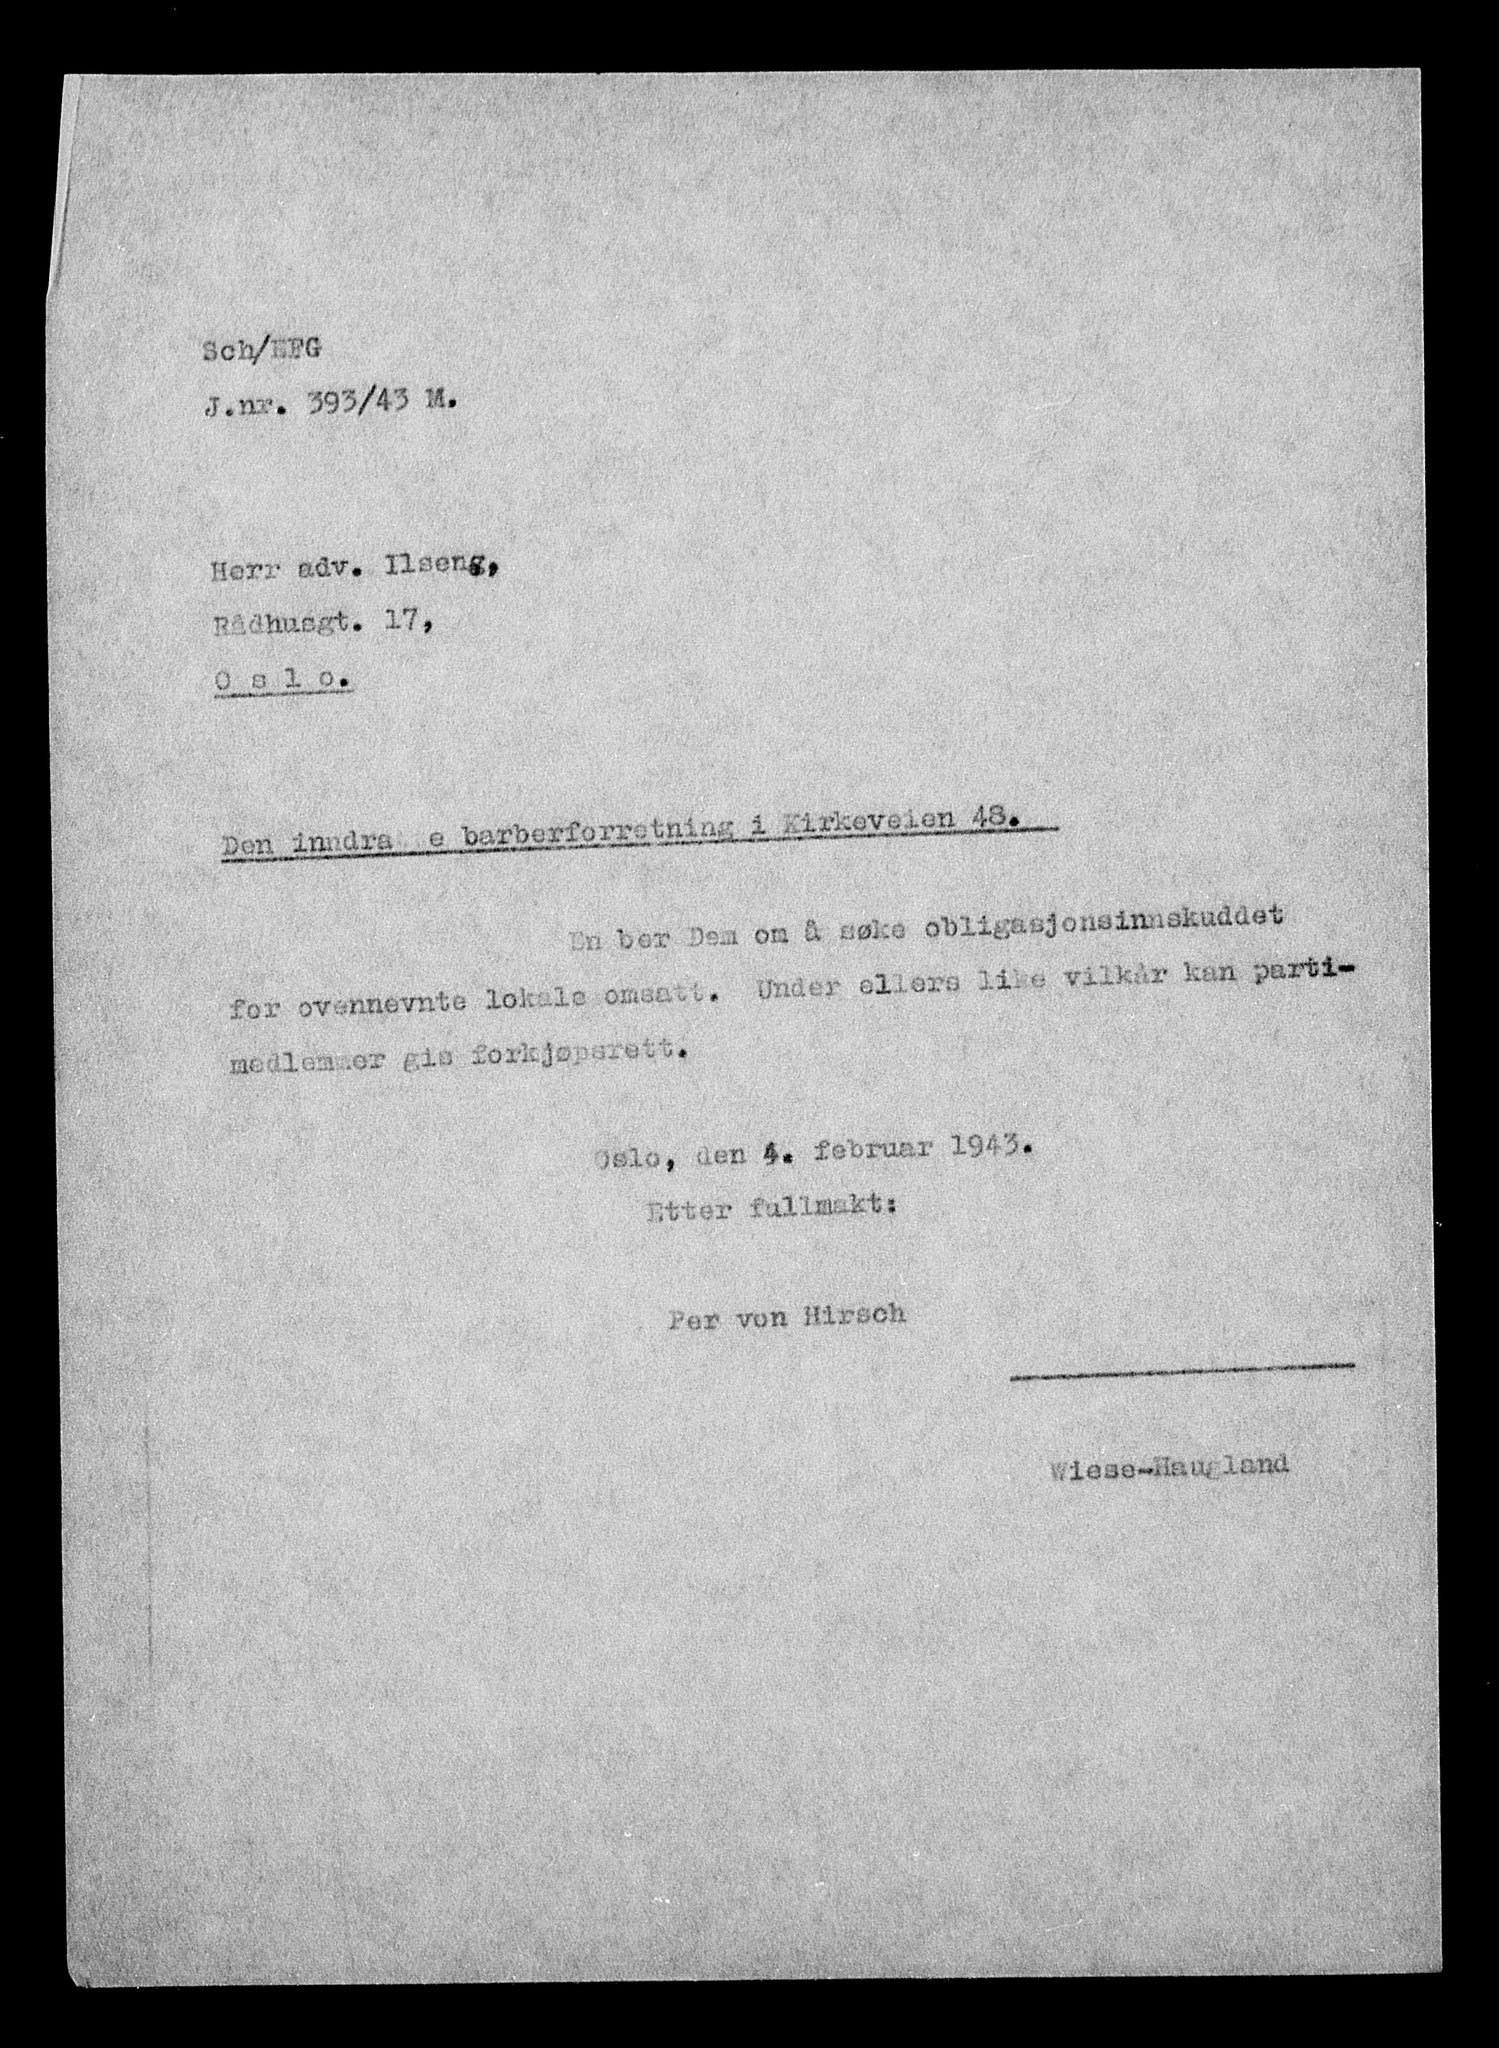 Sch/EFG
J.nr. 393/43 M.
Herr adv. Ilseng,
Rådhusgt. 17,
O s l o.
Den inndra  e barberforretning i Kirkeveien 48.
En ber Dem om å søke obligasjonsinnskuddet
for ovennevnte lokale omsatt. Under ellers like vilkår kan parti-
medlemmer gis forkjøpsrett.
Oslo, den 4. februar 1943.
Etter fullmakt:
Per von Hirsch
Wiese-Haugland